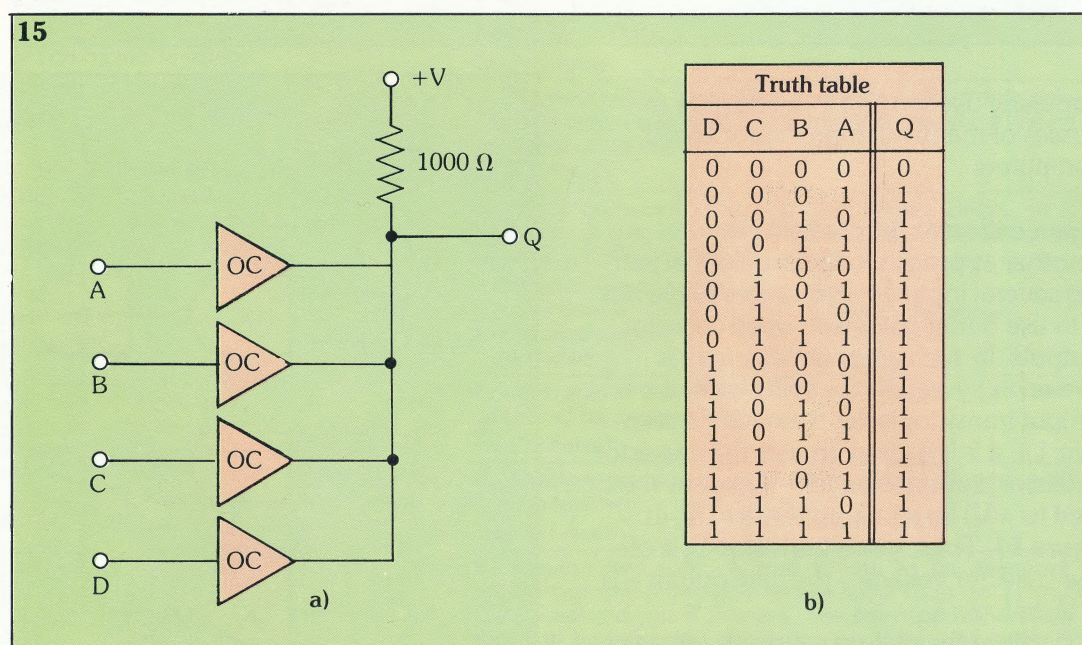 15
+V
1000 Ω
Q
OC
A
OC
B
OC
C
OC
D
a)
Truth table
D C B A Q
0 0 0 0 0
0 0 0 1 1
0 0 1 0 1
0 0 1 1 1
0 1 0 0 1
0 1 0 1 1
0 1 1 0 1
0 1 1 1 1
1 0 0 0 1
1 0 0 1 1
1 0 1 0 1
1 0 1 1 1
1 1 0 0 1
1 1 0 1 1
1 1 1 0 1
1 1 1 1 1
b)